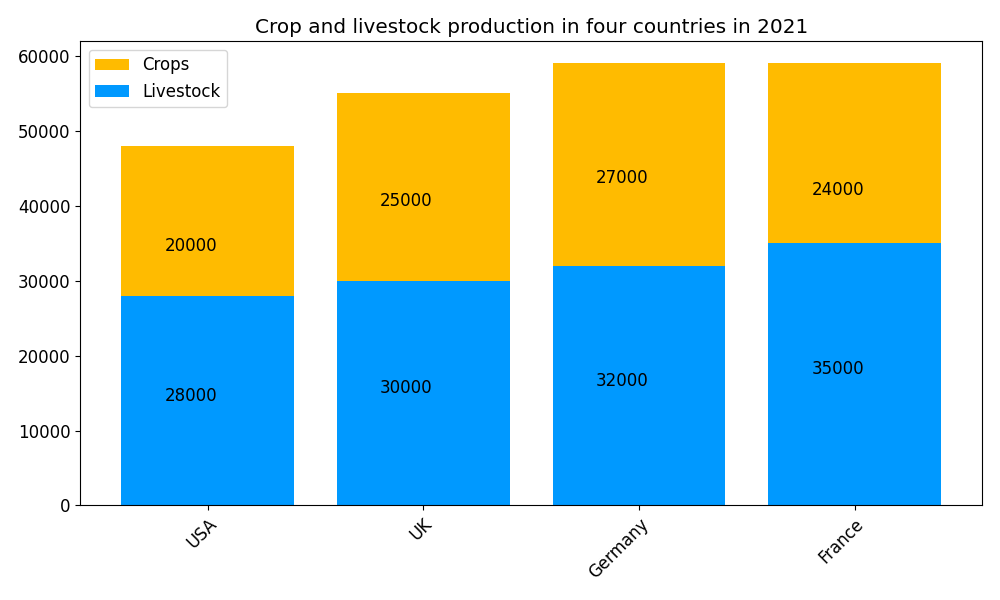 Crop and livestock production in four countries in 2021
Crops
Livestock
60000
50000
40000
30000
20000
10000
0
20000
25000
27000
24000
28000
30000
32000
35000
USA
UK
Germany
France